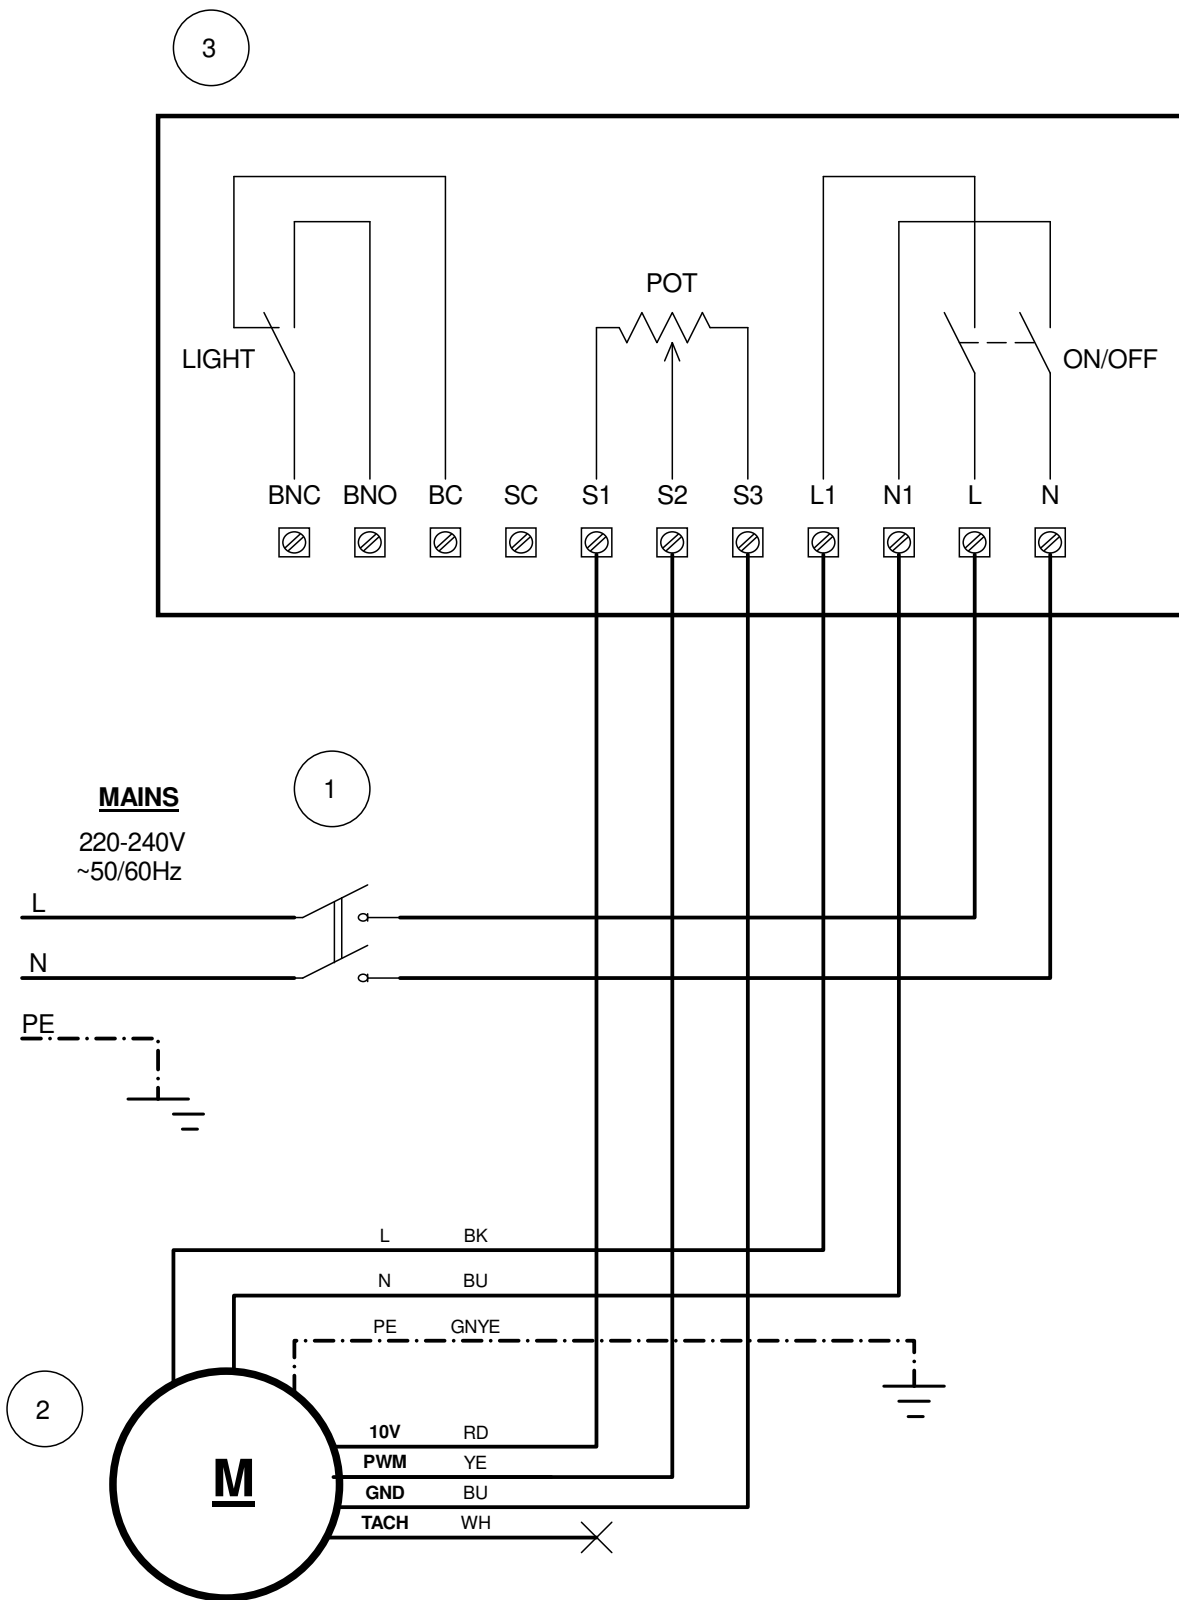 3
POT
LIGHT
ON/OFF
BNC BNO BC SC S1 S2 S3 L1 N1 L N
1
MAINS
220-240V
~50/60Hz
L
N
PE
L BK
N BU
PE GNYE
2
10V RD
M
PWM YE
GND BU
TACH WH